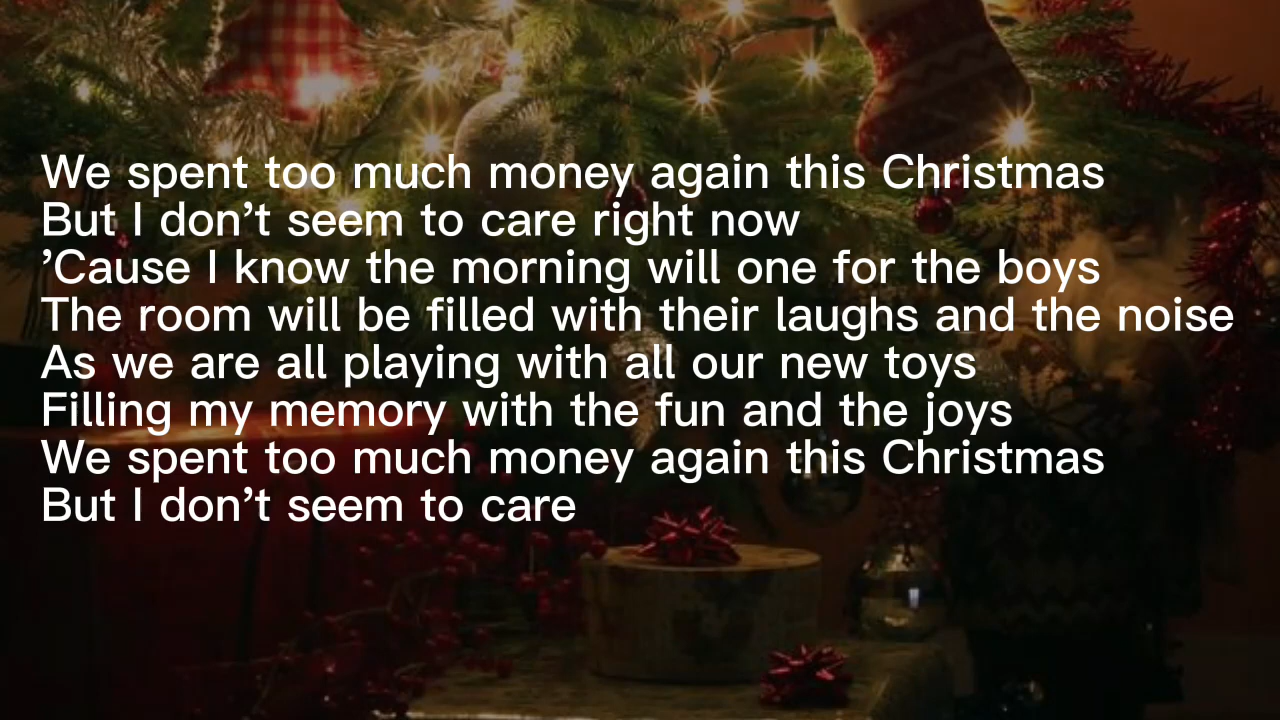 We spent too much money again this Christmas
But I don’t seem to care right now
’Cause I know the morning will one for the boys
The room will be filled with their laughs and the noise
As we are all playing with all our new toys
Filling my memory with the fun and the joys
We spent too much money again this Christmas
But I don’t seem to care